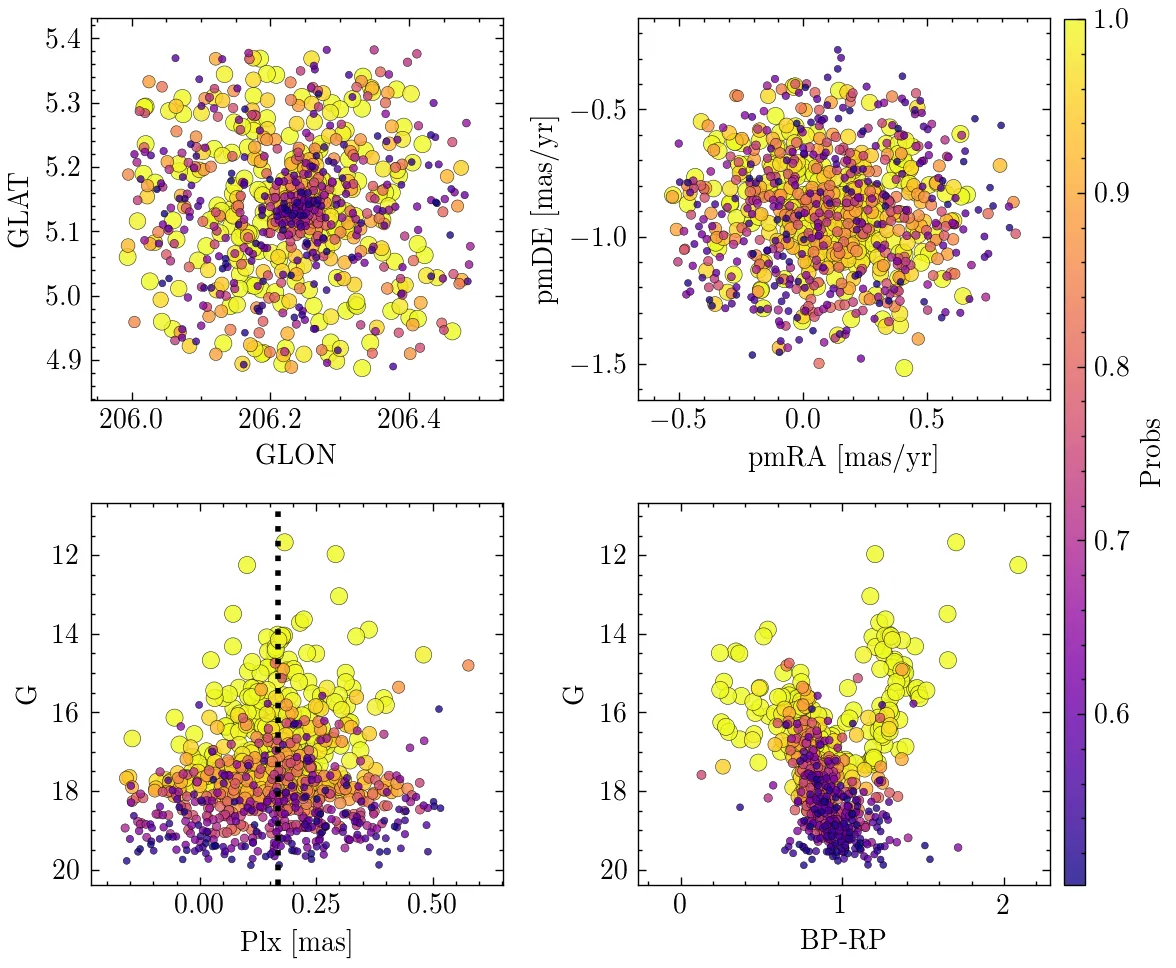 5.4
5.3
5.2
5.1
5.0
4.9
GLAT
206.0 206.2 206.4
GLON
−0.5
−1.0
−1.5
pmDE [mas/yr]
−0.5 0.0 0.5
pmRA [mas/yr]
12
14
16
18
20
G
0.00 0.25 0.50
Plx [mas]
12
14
16
18
20
G
0 1 2
BP-RP
1.0
0.9
0.8
0.7
0.6
Probs